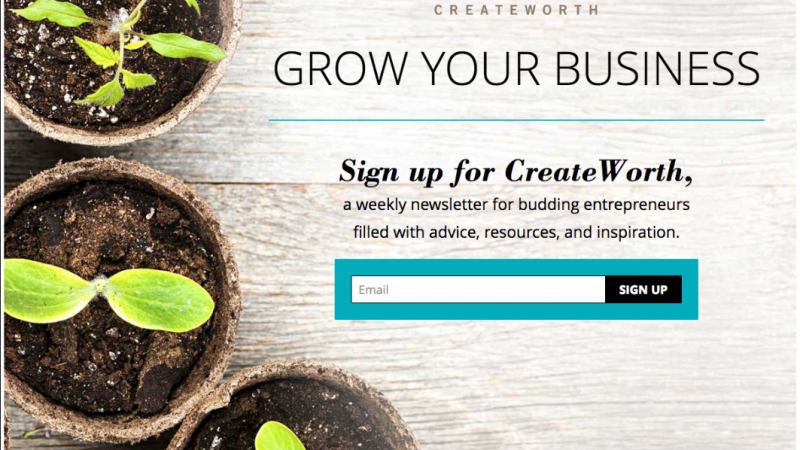 CREATEWORTH
GROW YOUR BUSINESS
Sign up for CreateWorth,
a weekly newsletter for budding entrepreneurs
filled with advice, resources, and inspiration.
Email SIGN UP